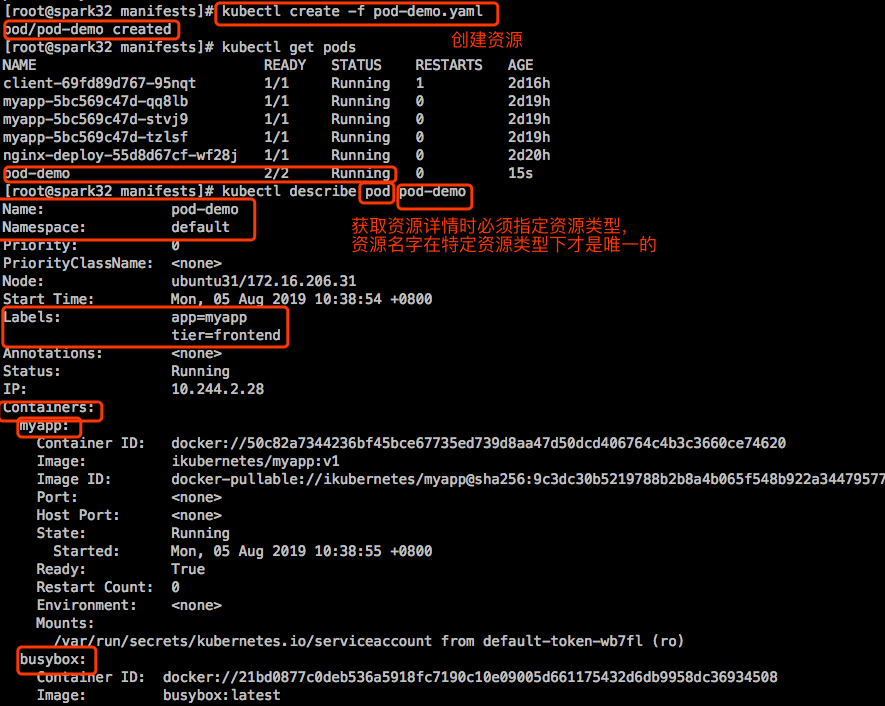 [root@spark32 manifests]# kubectl create -f pod-demo.yaml
pod/pod-demo created
创建资源
[root@spark32 manifests]# kubectl get pods
NAME READY STATUS RESTARTS AGE
client-69fd89d767-95nqt 1/1 Running 1 2d16h
myapp-5bc569c47d-qq8lb 1/1 Running 0 2d19h
myapp-5bc569c47d-stvj9 1/1 Running 0 2d19h
myapp-5bc569c47d-tzlsf 1/1 Running 0 2d19h
nginx-deploy-55d8d67cf-wf28j 1/1 Running 0 2d20h
pod-demo 2/2 Running 0 15s
[root@spark32 manifests]# kubectl describe pod pod-demo
Name: pod-demo
Namespace: default
获取资源详情时必须指定资源类型,
资源名字在特定资源类型下才是唯一的
Priority: 0
PriorityClassName: <none>
Node: ubuntu31/172.16.206.31
Start Time: Mon, 05 Aug 2019 10:38:54 +0800
Labels: app=myapp
tier=frontend
Annotations: <none>
Status: Running
IP: 10.244.2.28
Containers:
myapp:
Container ID: docker://50c82a7344236bf45bce67735ed739d8aa47d50dcd406764c4b3c3660ce74620
Image: ikubernetes/myapp:v1
Image ID: docker-pullable://ikubernetes/myapp@sha256:9c3dc30b5219788b2b8a4b065f548b922a34479577
Port: <none>
Host Port: <none>
State: Running
Started: Mon, 05 Aug 2019 10:38:55 +0800
Ready: True
Restart Count: 0
Environment: <none>
Mounts:
/var/run/secrets/kubernetes.io/serviceaccount from default-token-wb7fl (ro)
busybox:
Container ID: docker://21bd0877c0deb536a5918fc7190c10e09005d661175432d6db9958dc36934508
Image: busybox:latest